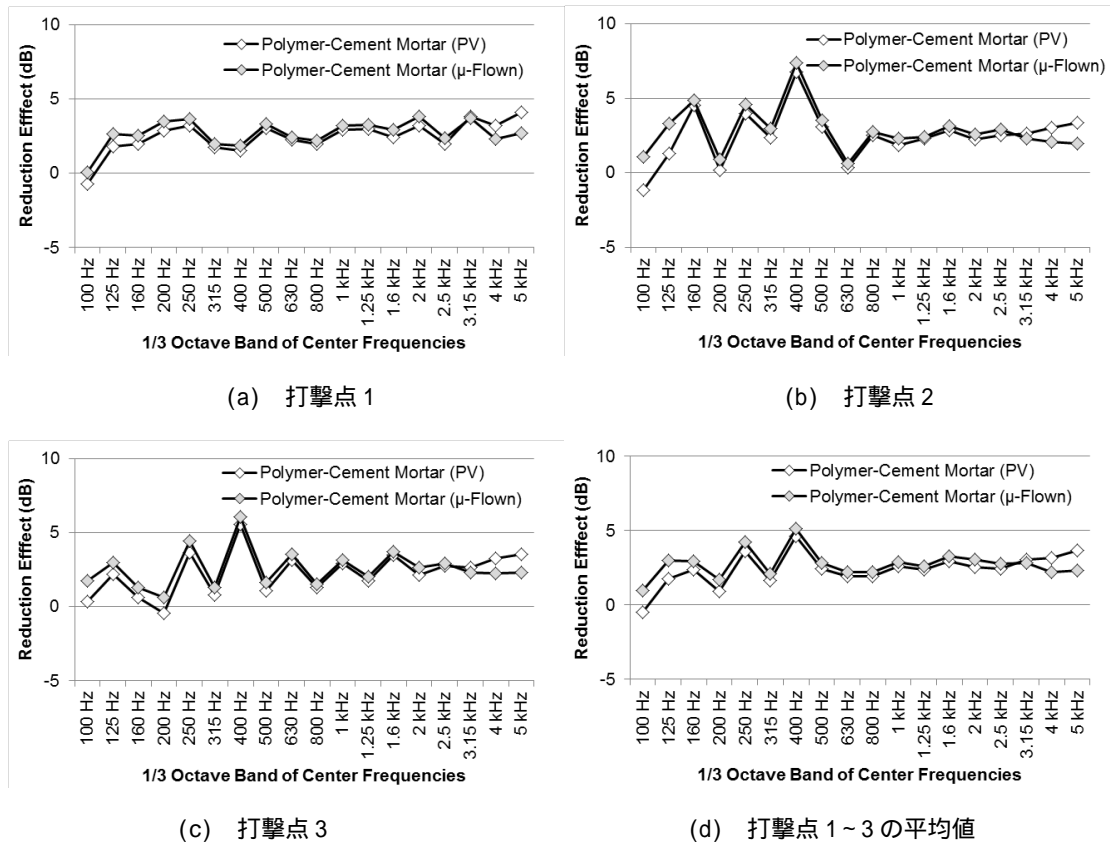 10
5
0
-5
Reduction Efffect (dB)
Polymer-Cement Mortar (PV)
Polymer-Cement Mortar (μ-Flown)
100 Hz
125 Hz
160 Hz
200 Hz
250 Hz
315 Hz
400 Hz
500 Hz
630 Hz
800 Hz
1 kHz
1.25 kHz
1.6 kHz
2 kHz
2.5 kHz
3.15 kHz
4 kHz
5 kHz
1/3 Octave Band of Center Frequencies
(a) 打撃点 1
10
5
0
-5
Reduction Efffect (dB)
Polymer-Cement Mortar (PV)
Polymer-Cement Mortar (μ-Flown)
100 Hz
125 Hz
160 Hz
200 Hz
250 Hz
315 Hz
400 Hz
500 Hz
630 Hz
800 Hz
1 kHz
1.25 kHz
1.6 kHz
2 kHz
2.5 kHz
3.15 kHz
4 kHz
5 kHz
1/3 Octave Band of Center Frequencies
(b) 打撃点 2
10
5
0
-5
Reduction Efffect (dB)
Polymer-Cement Mortar (PV)
Polymer-Cement Mortar (μ-Flown)
100 Hz
125 Hz
160 Hz
200 Hz
250 Hz
315 Hz
400 Hz
500 Hz
630 Hz
800 Hz
1 kHz
1.25 kHz
1.6 kHz
2 kHz
2.5 kHz
3.15 kHz
4 kHz
5 kHz
1/3 Octave Band of Center Frequencies
(c) 打撃点 3
10
5
0
-5
Reduction Efffect (dB)
Polymer-Cement Mortar (PV)
Polymer-Cement Mortar (μ-Flown)
100 Hz
125 Hz
160 Hz
200 Hz
250 Hz
315 Hz
400 Hz
500 Hz
630 Hz
800 Hz
1 kHz
1.25 kHz
1.6 kHz
2 kHz
2.5 kHz
3.15 kHz
4 kHz
5 kHz
1/3 Octave Band of Center Frequencies
(d) 打撃点 1~3 の平均値